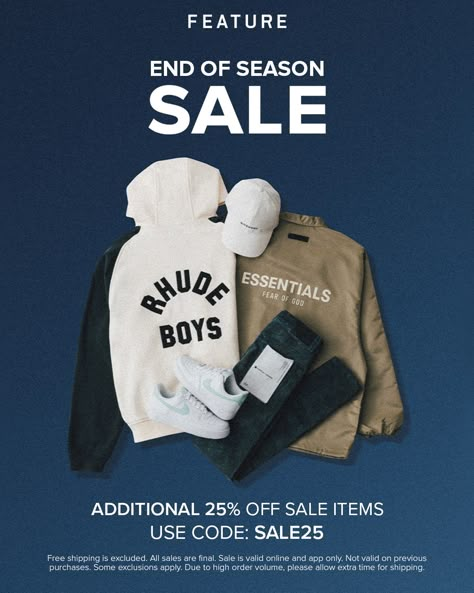 FEATURE
END OF SEASON
SALE
RHUDE
BOYS
ESSENTIALS
FEAR OF GOD
ADDITIONAL 25% OFF SALE ITEMS
USE CODE: SALE25
Free shipping is excluded. All sales are final. Sale is valid online and app only. Not valid on previous
purchases. Some exclusions apply. Due to high order volume, please allow extra time for shipping.